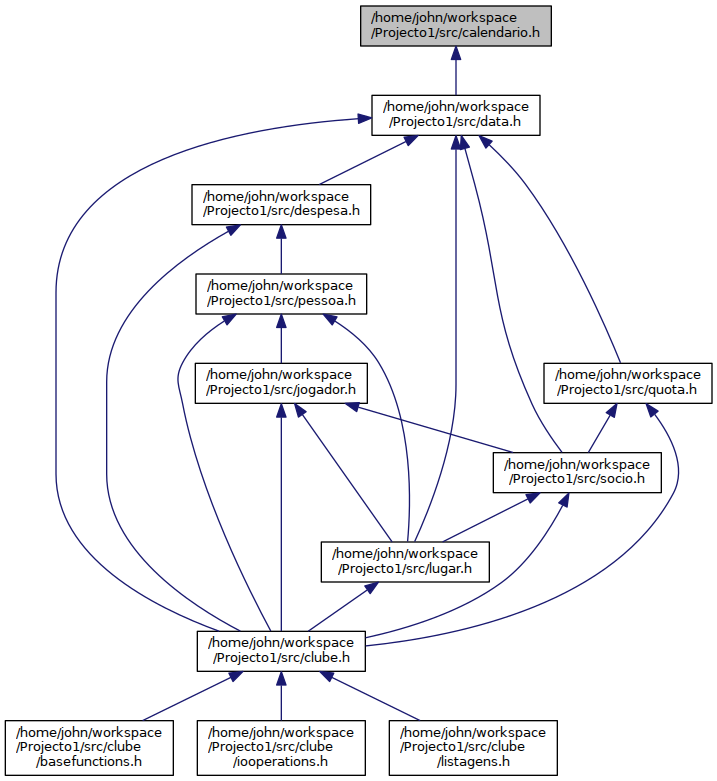 /home/john/workspace
/Projecto1/src/calendario.h
/home/john/workspace
/Projecto1/src/data.h
/home/john/workspace
/Projecto1/src/despesa.h
/home/john/workspace
/Projecto1/src/pessoa.h
/home/john/workspace
/Projecto1/src/jogador.h
/home/john/workspace
/Projecto1/src/quota.h
/home/john/workspace
/Projecto1/src/socio.h
/home/john/workspace
/Projecto1/src/lugar.h
/home/john/workspace
/Projecto1/src/clube.h
/home/john/workspace
/Projecto1/src/clube
/basefunctions.h
/home/john/workspace
/Projecto1/src/clube
/iooperations.h
/home/john/workspace
/Projecto1/src/clube
/listagens.h